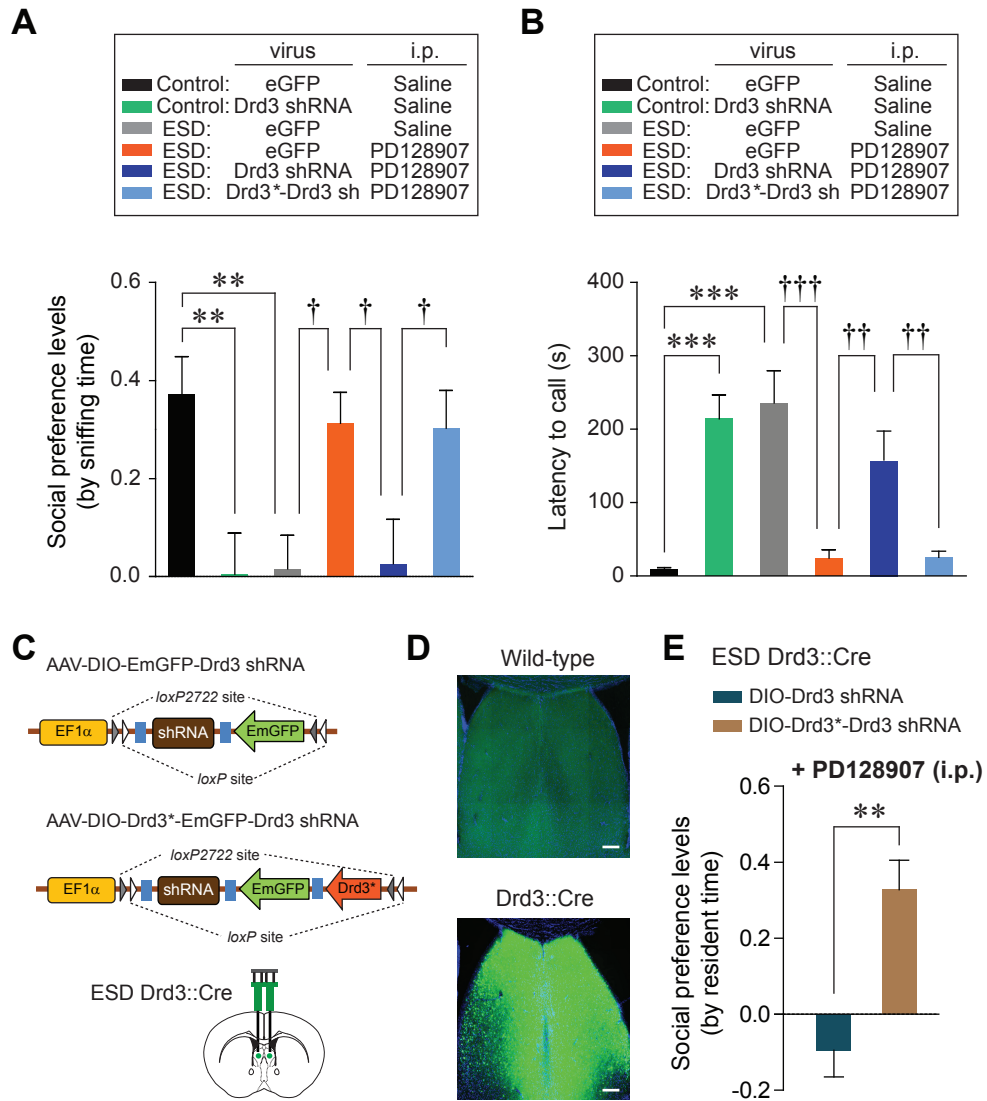 A
virus i.p.
Control: eGFP Saline
Control: Drd3 shRNA Saline
ESD: eGFP Saline
ESD: eGFP PD128907
ESD: Drd3 shRNA PD128907
ESD: Drd3*-Drd3 sh PD128907
Social preference levels
(by sniffing time)
0.6
0.4
0.2
0.0
**
**
†
†
†
B
virus i.p.
Control: eGFP Saline
Control: Drd3 shRNA Saline
ESD: eGFP Saline
ESD: eGFP PD128907
ESD: Drd3 shRNA PD128907
ESD: Drd3*-Drd3 sh PD128907
Latency to call (s)
400
300
200
100
0
***
***
†††
††
††
C
AAV-DIO-EmGFP-Drd3 shRNA
loxP2722 site
EF1α shRNA EmGFP
loxP site
AAV-DIO-Drd3*-EmGFP-Drd3 shRNA
loxP2722 site
EF1α shRNA EmGFP Drd3*
loxP site
ESD Drd3::Cre
D
Wild-type
Drd3::Cre
E
ESD Drd3::Cre
DIO-Drd3 shRNA
DIO-Drd3*-Drd3 shRNA
+ PD128907 (i.p.)
Social preference levels
(by resident time)
0.6
0.4
0.2
0.0
-0.2
**